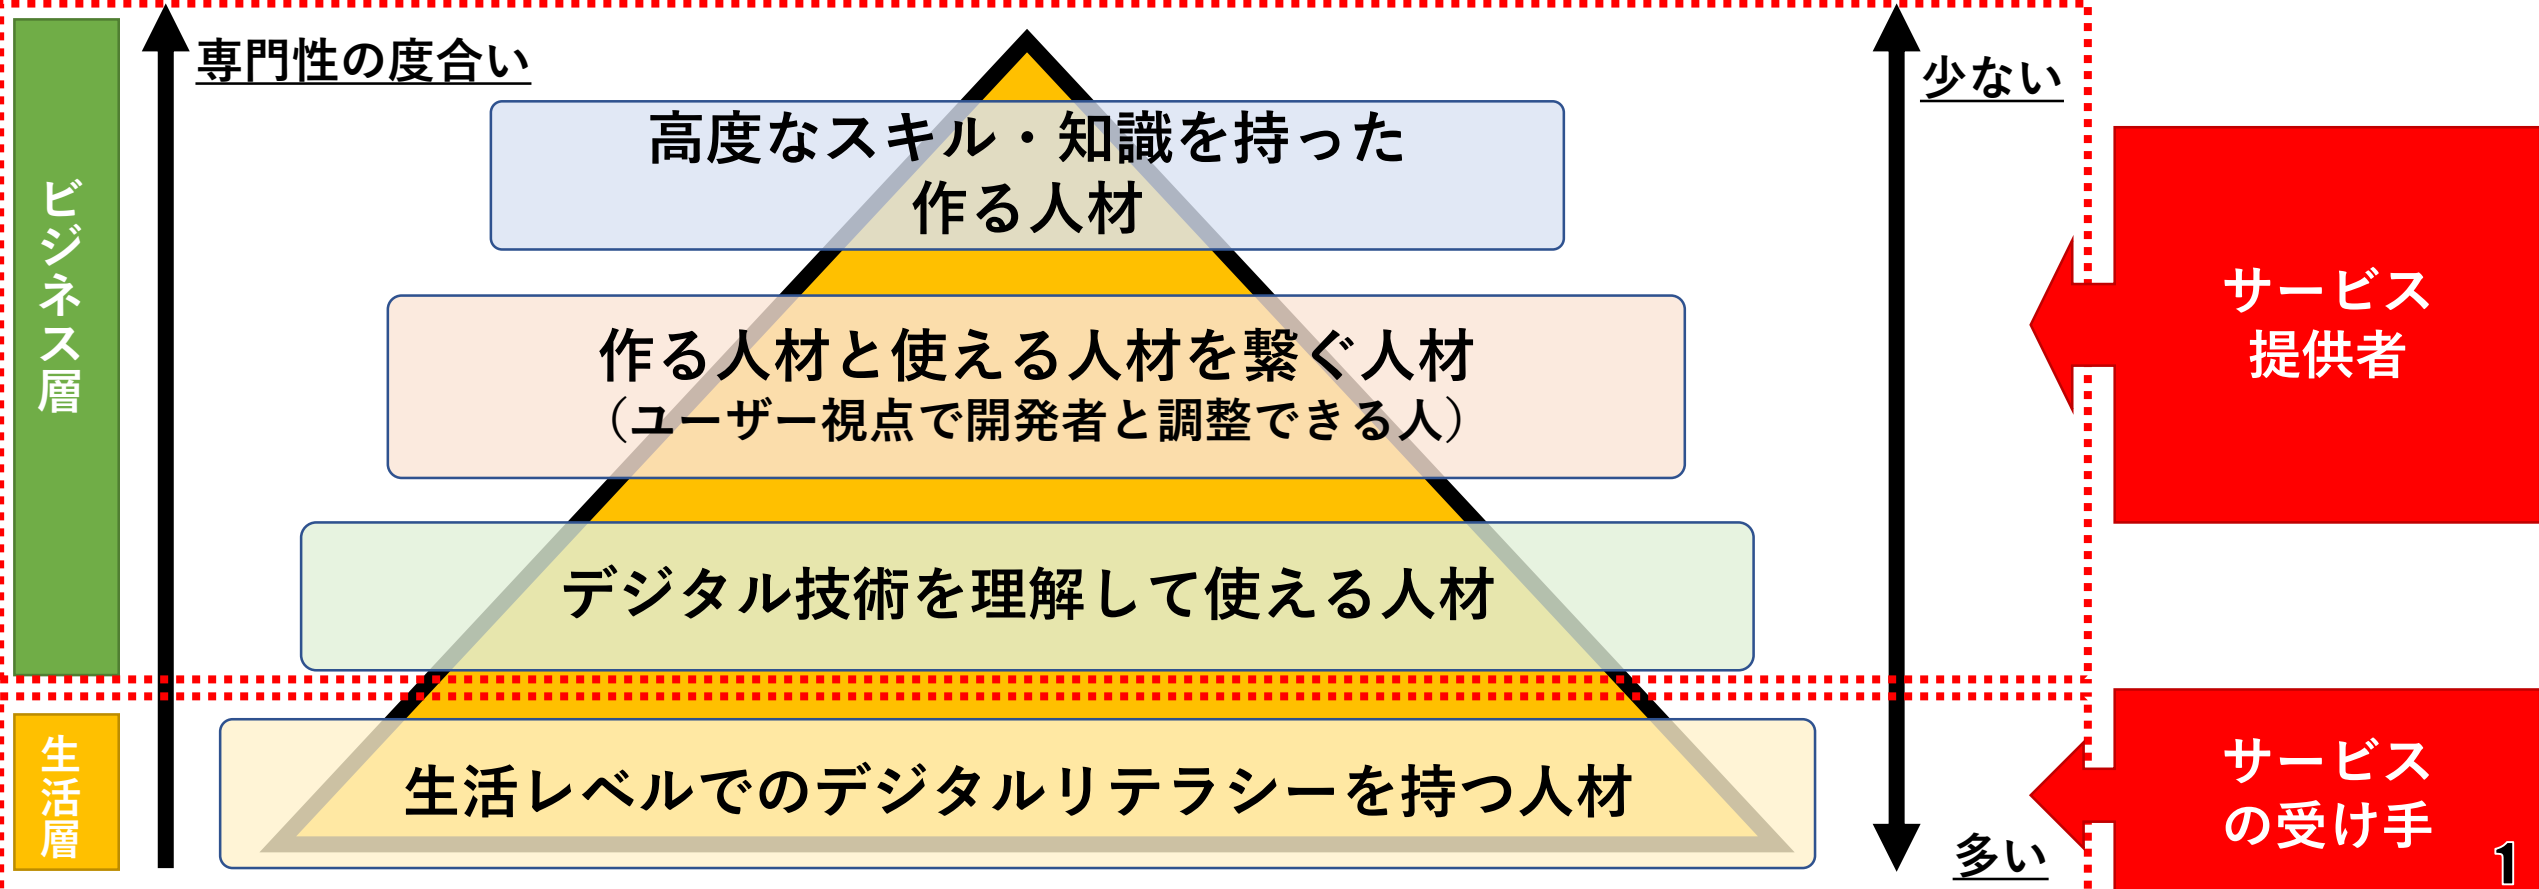 専門性の度合い
少ない
ビジネス層
高度なスキル・知識を持った
作る人材
作る人材と使える人材を繋ぐ人材
（ユーザー視点で開発者と調整できる人）
デジタル技術を理解して使える人材
サービス
提供者
生活層
生活レベルでのデジタルリテラシーを持つ人材
サービス
の受け手
多い
1